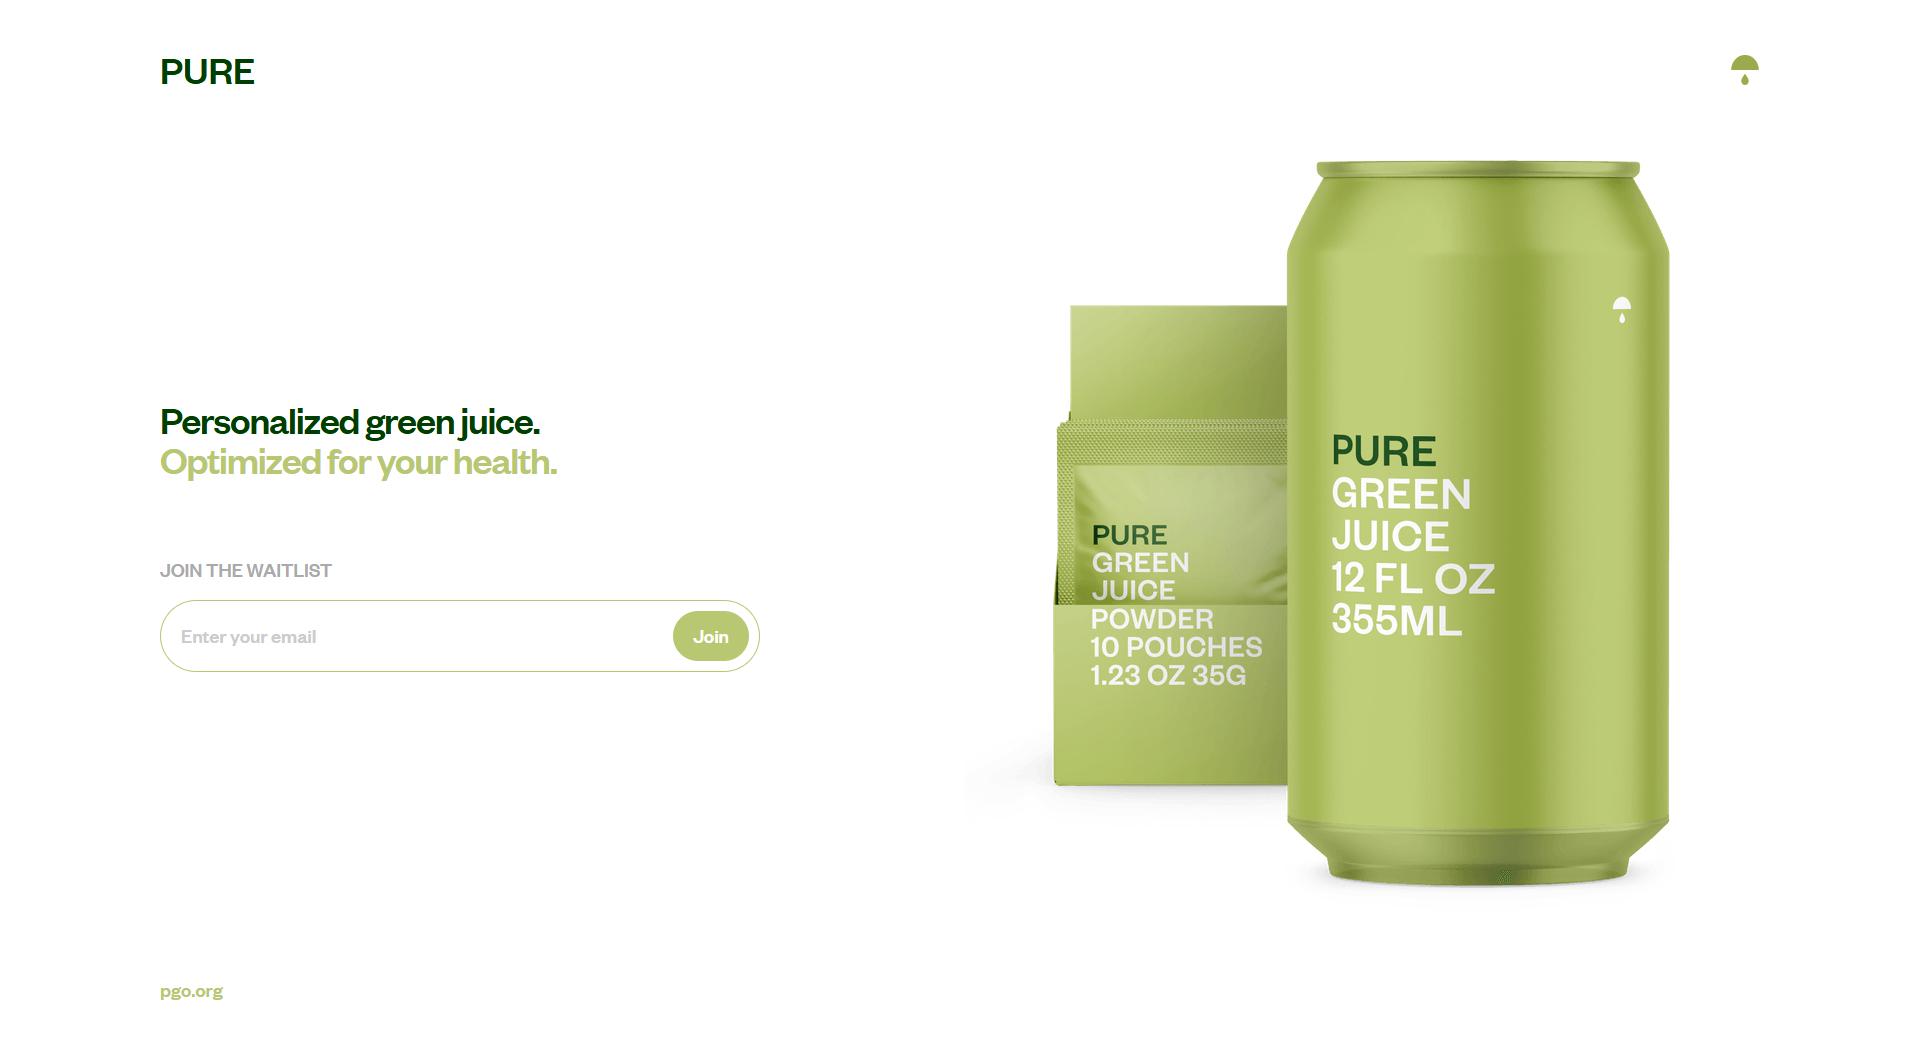 PURE
Personalized green juice.
Optimized for your health.
JOIN THE WAITLIST
Enter your email
Join
pgo.org
PURE
GREEN
JUICE
POWDER
10 POUCHES
1.23 OZ 35G
PURE
GREEN
JUICE
12 FL OZ
355ML